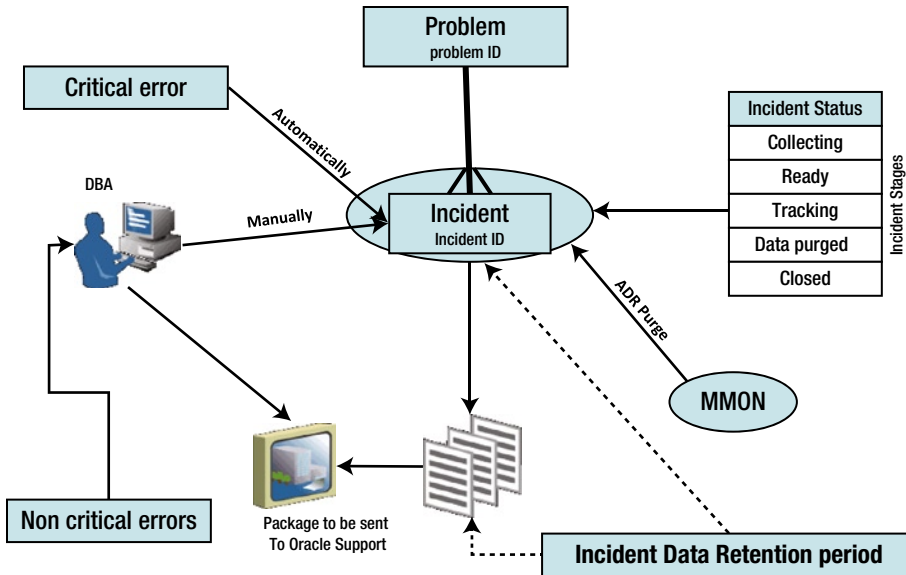 Problem
problem ID
Critical error
Automatically
Incident Status
Collecting
Ready
Tracking
Data purged
Closed
Incident Stages
DBA
Manually
Incident
Incident ID
ADR Purge
MMON
Non critical errors
Package to be sent
To Oracle Support
Incident Data Retention period